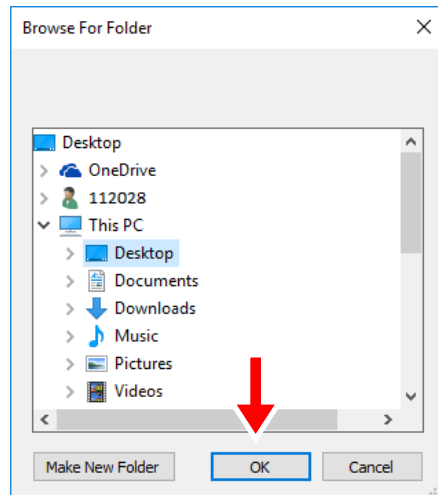 Browse For Folder
Desktop
OneDrive
112028
This PC
Desktop
Documents
Downloads
Music
Pictures
Videos
Make New Folder OK Cancel